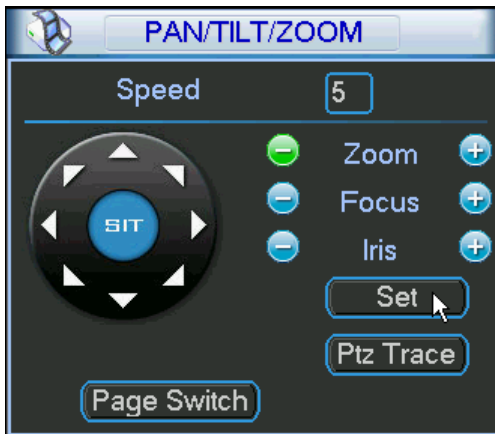 PAN/TILT/ZOOM
Speed 5
Zoom
SIT
Focus
Iris
Set
Ptz Trace
Page Switch